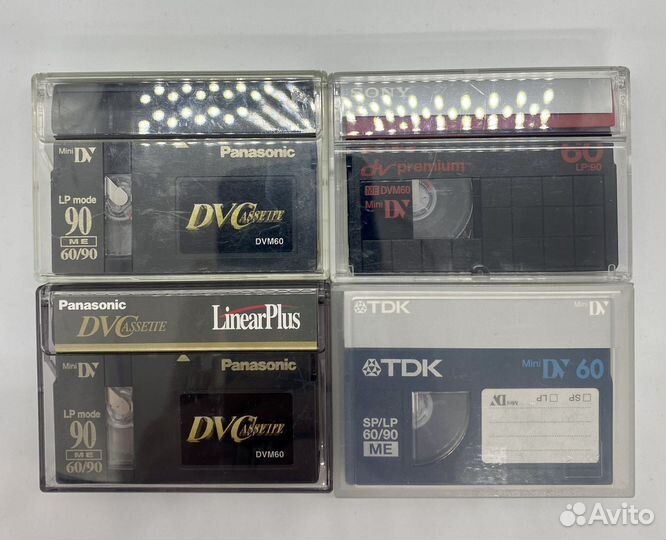 Mini DV
Panasonic
LP mode
90
ME
60/90
DVCASSETTE
DVM60
SONY
60
LP:90
dv premium
ME DVM60
Mini DV
Panasonic
DVCASSETTE
LinearPlus
Mini DV
Panasonic
LP mode
90
ME
60/90
DVCASSETTE
DVM60
TDK
Mini DV
TDK
Mini DV 60
SP/LP
60/90
ME
SP
LP
Mini DV
Avito